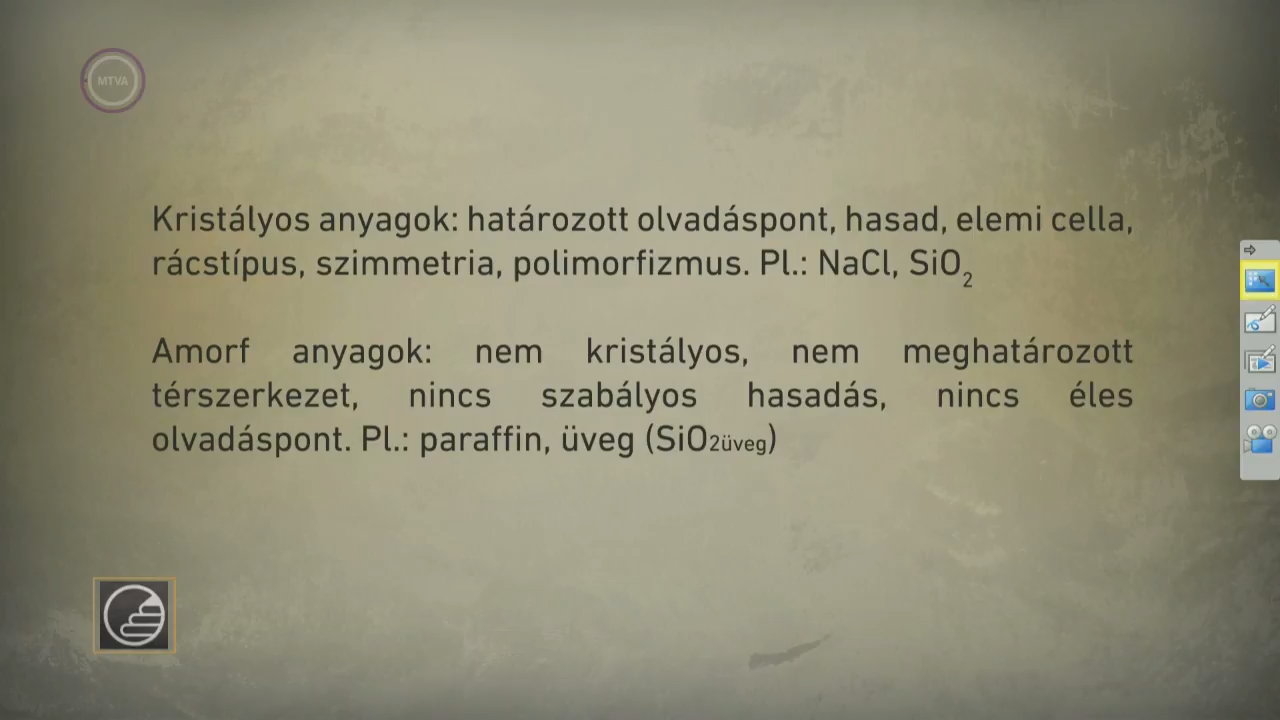 MTVA
Kristályos anyagok: határozott olvadáspont, hasad, elemi cella,
rácstípus, szimmetria, polimorfizmus. Pl.: NaCl, SiO₂
Amorf anyagok: nem kristályos, nem meghatározott
térszerkezet, nincs szabályos hasadás, nincs éles
olvadáspont. Pl.: paraffin, üveg (SiO2üveg)